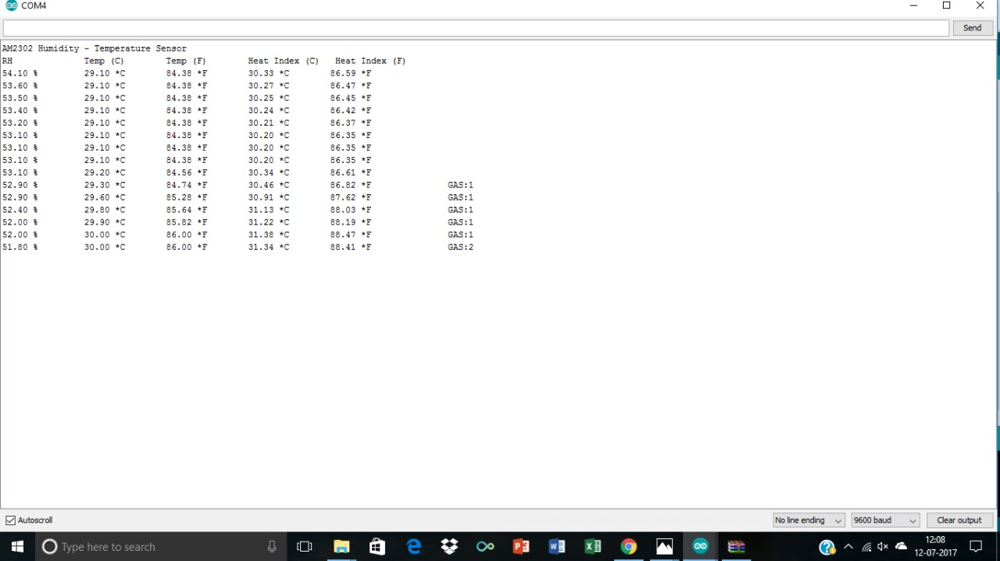 COM4
Send
AM2302 Humidity - Temperature Sensor
RH Temp (C) Temp (F) Heat Index (C) Heat Index (F)
54.10 % 29.10 *C 84.38 *F 30.33 *C 86.59 *F
53.60 % 29.10 *C 84.38 *F 30.27 *C 86.47 *F
53.50 % 29.10 *C 84.38 *F 30.25 *C 86.45 *F
53.40 % 29.10 *C 84.38 *F 30.24 *C 86.42 *F
53.20 % 29.10 *C 84.38 *F 30.21 *C 86.37 *F
53.10 % 29.10 *C 84.38 *F 30.20 *C 86.35 *F
53.10 % 29.10 *C 84.38 *F 30.20 *C 86.35 *F
53.10 % 29.10 *C 84.38 *F 30.20 *C 86.35 *F
53.10 % 29.20 *C 84.56 *F 30.34 *C 86.61 *F
52.90 % 29.30 *C 84.74 *F 30.46 *C 86.82 *F GAS:1
52.90 % 29.60 *C 85.28 *F 30.91 *C 87.62 *F GAS:1
52.40 % 29.80 *C 85.64 *F 31.13 *C 88.03 *F GAS:1
52.00 % 29.90 *C 85.82 *F 31.22 *C 88.19 *F GAS:1
52.00 % 30.00 *C 86.00 *F 31.38 *C 88.47 *F GAS:1
51.80 % 30.00 *C 86.00 *F 31.34 *C 88.41 *F GAS:2
Autoscroll No line ending 9600 baud Clear output
Type here to search
12:08
12-07-2017